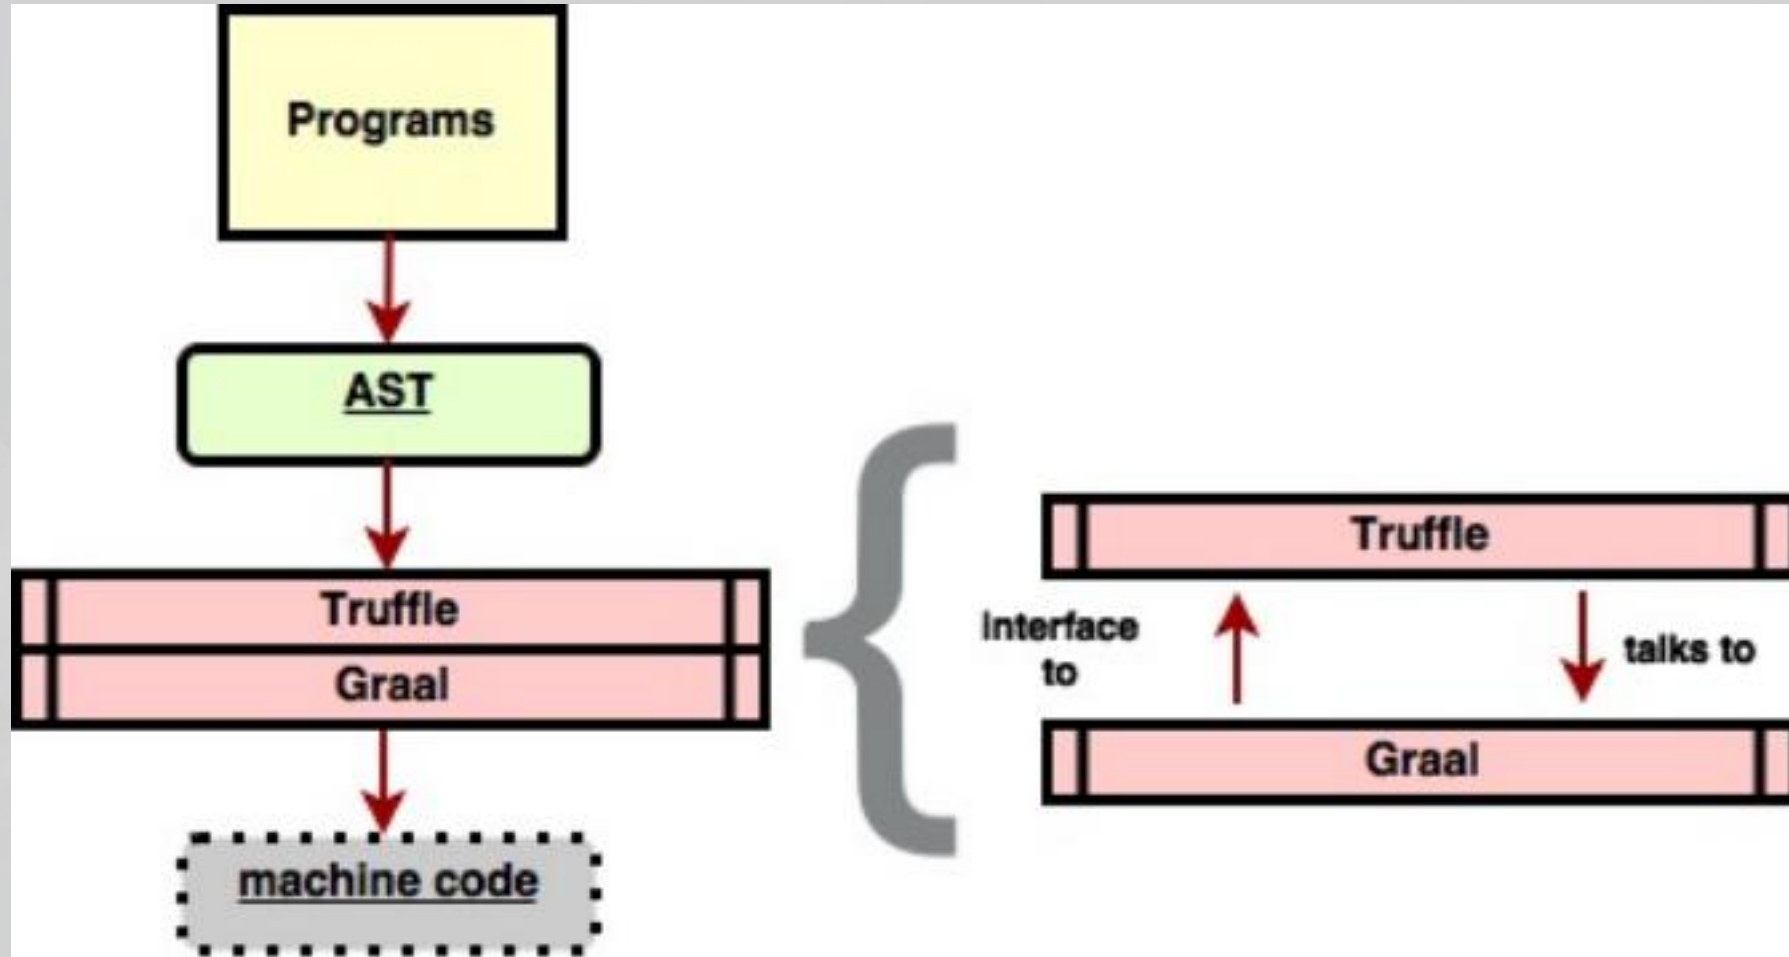 Programs
AST
Truffle
Graal
machine code
Truffle
Interface
to
talks to
Graal